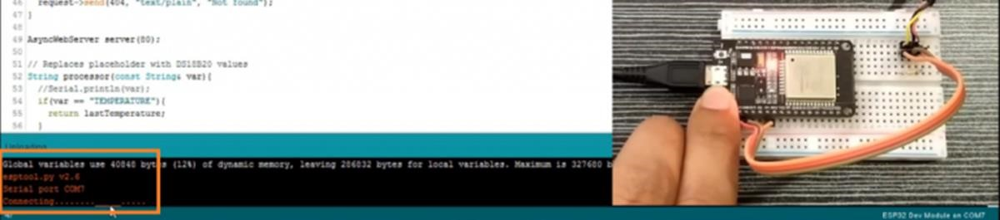 46 request->send(404, "text/plain", "Not found");
47 }
48
49 AsyncWebServer server(80);
50
51 // Replaces placeholder with DS18B20 values
52 String processor(const String& var){
53 //Serial.println(var);
54 if(var == "TEMPERATURE"){
55 return lastTemperature;
56 }
Uploading
Global variables use 40848 bytes (12%) of dynamic memory, leaving 286832 bytes for local variables. Maximum is 327680 b
esptool.py v2.6
Serial port COM7
Connecting........_____.....
ESP32 Dev Module on COM7